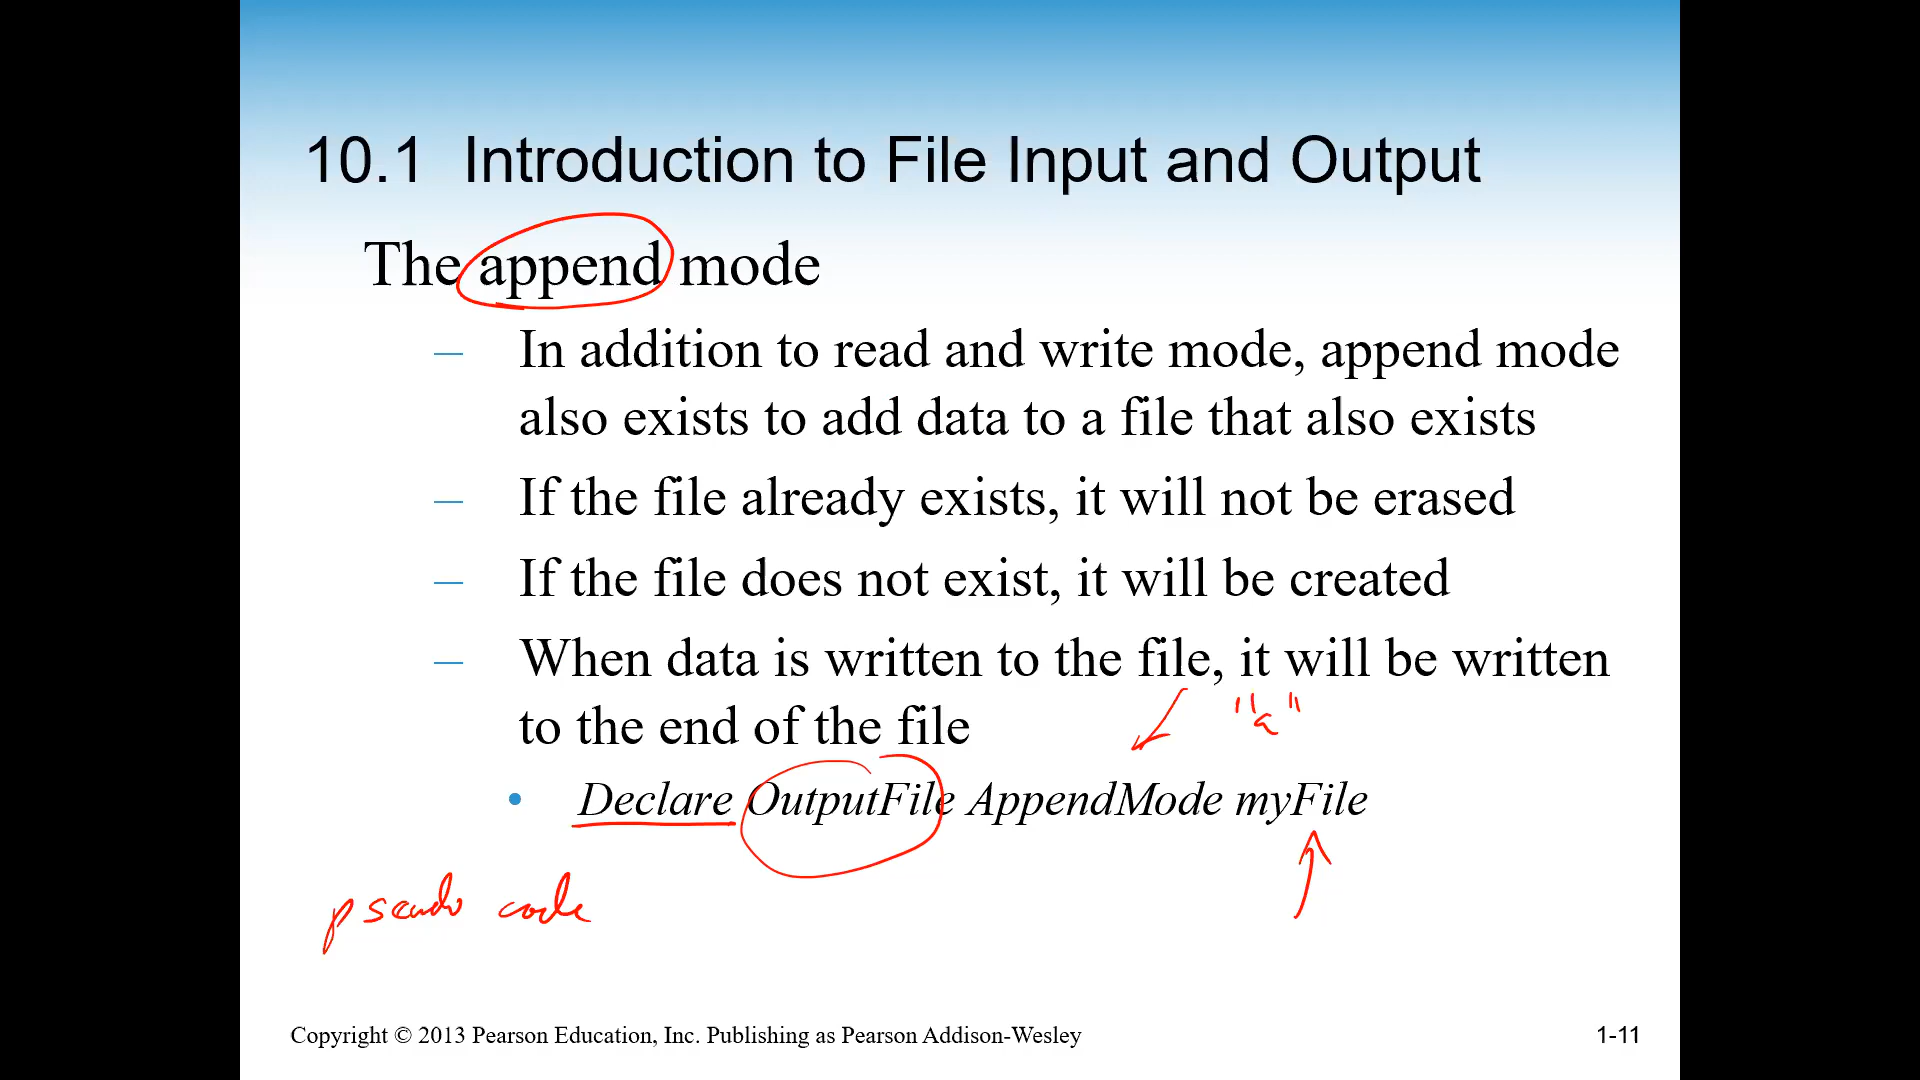 10.1 Introduction to File Input and Output
The append mode
– In addition to read and write mode, append mode
also exists to add data to a file that also exists
– If the file already exists, it will not be erased
– If the file does not exist, it will be created
– When data is written to the file, it will be written
to the end of the file
"a"
• Declare OutputFile AppendMode myFile
pseudo code
Copyright © 2013 Pearson Education, Inc. Publishing as Pearson Addison-Wesley
1-11